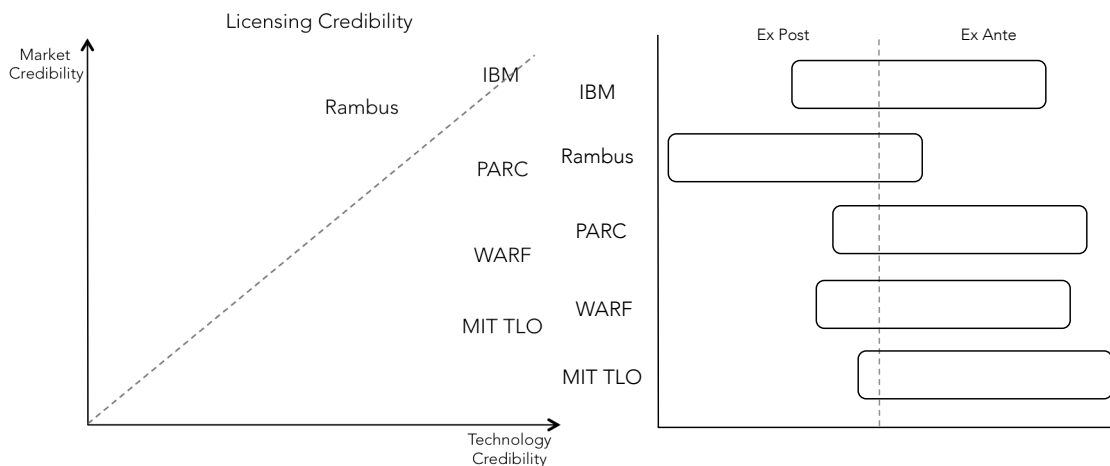 Licensing Credibility
Market
Credibility
IBM
Rambus
PARC
WARF
MIT TLO
Technology
Credibility
Ex Post
Ex Ante
IBM
Rambus
PARC
WARF
MIT TLO